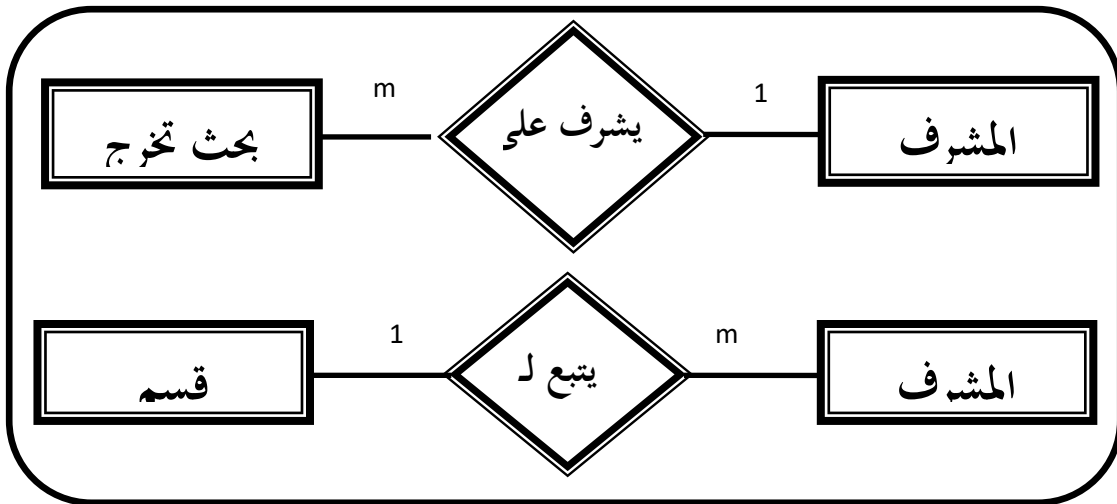 المشرف
1
يشرف على
m
بحث تخرج
المشرف
m
يتبع لـ
1
قسم